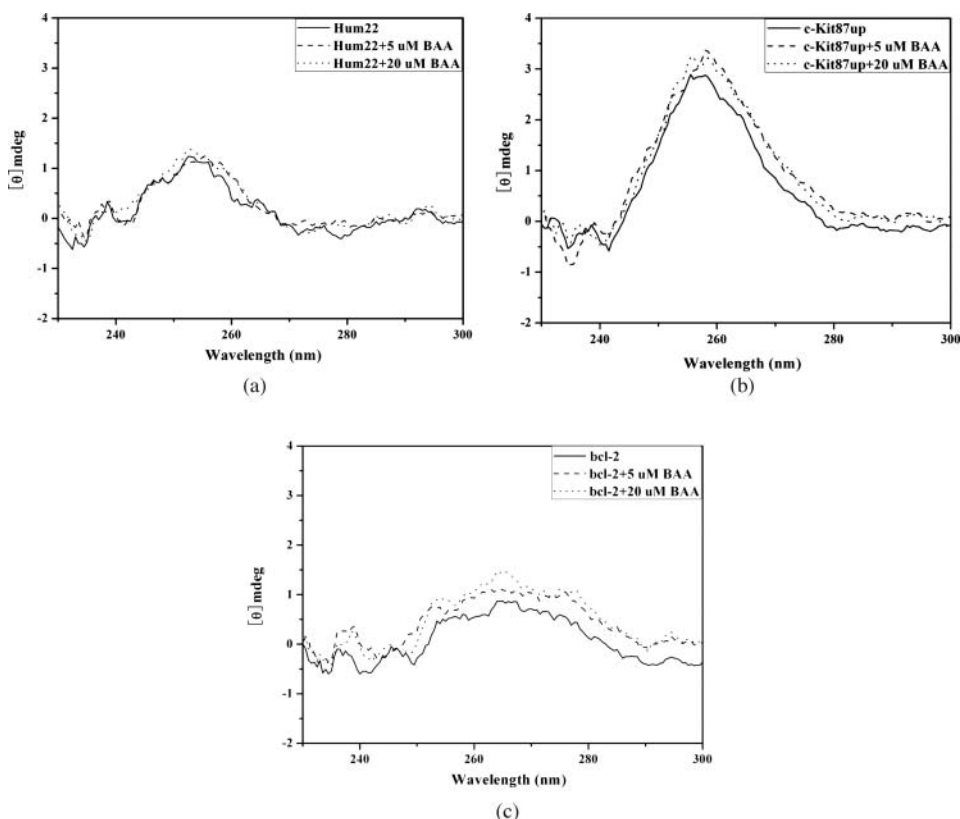 4
3
2
1
0
-1
-2
[θ] mdeg
Hum22
Hum22+5 uM BAA
Hum22+20 uM BAA
240
260
280
300
Wavelength (nm)
(a)
4
3
2
1
0
-1
-2
[θ] mdeg
c-Kit87up
c-Kit87up+5 uM BAA
c-Kit87up+20 uM BAA
240
260
280
300
Wavelength (nm)
(b)
4
3
2
1
0
-1
-2
[θ] mdeg
bcl-2
bcl-2+5 uM BAA
bcl-2+20 uM BAA
240
260
280
300
Wavelength (nm)
(c)